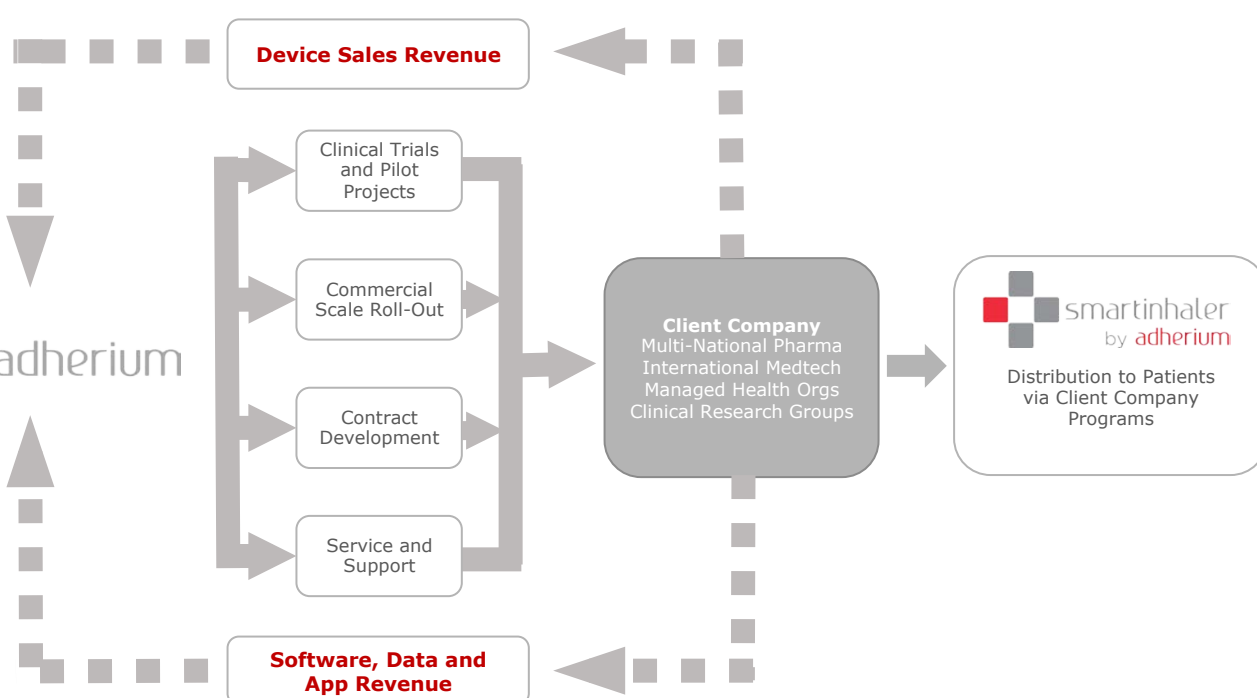 Device Sales Revenue
Clinical Trials
and Pilot
Projects
Commercial
Scale Roll-Out
Contract
Development
Service and
Support
adherium
Client Company
Multi-National Pharma
International Medtech
Managed Health Orgs
Clinical Research Groups
smartinhaler
by adherium
Distribution to Patients
via Client Company
Programs
Software, Data and
App Revenue